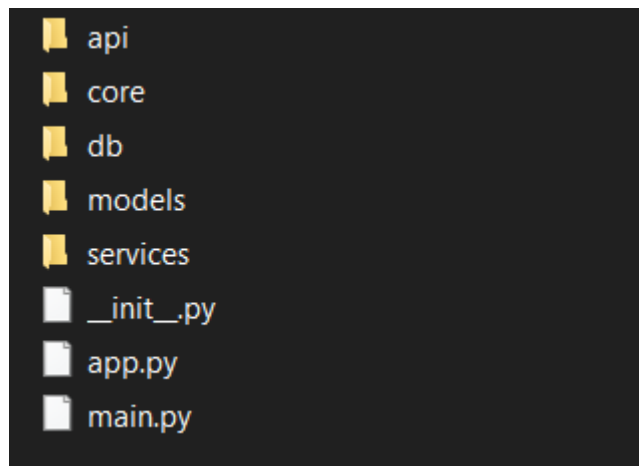 api
core
db
models
services
__init__.py
app.py
main.py